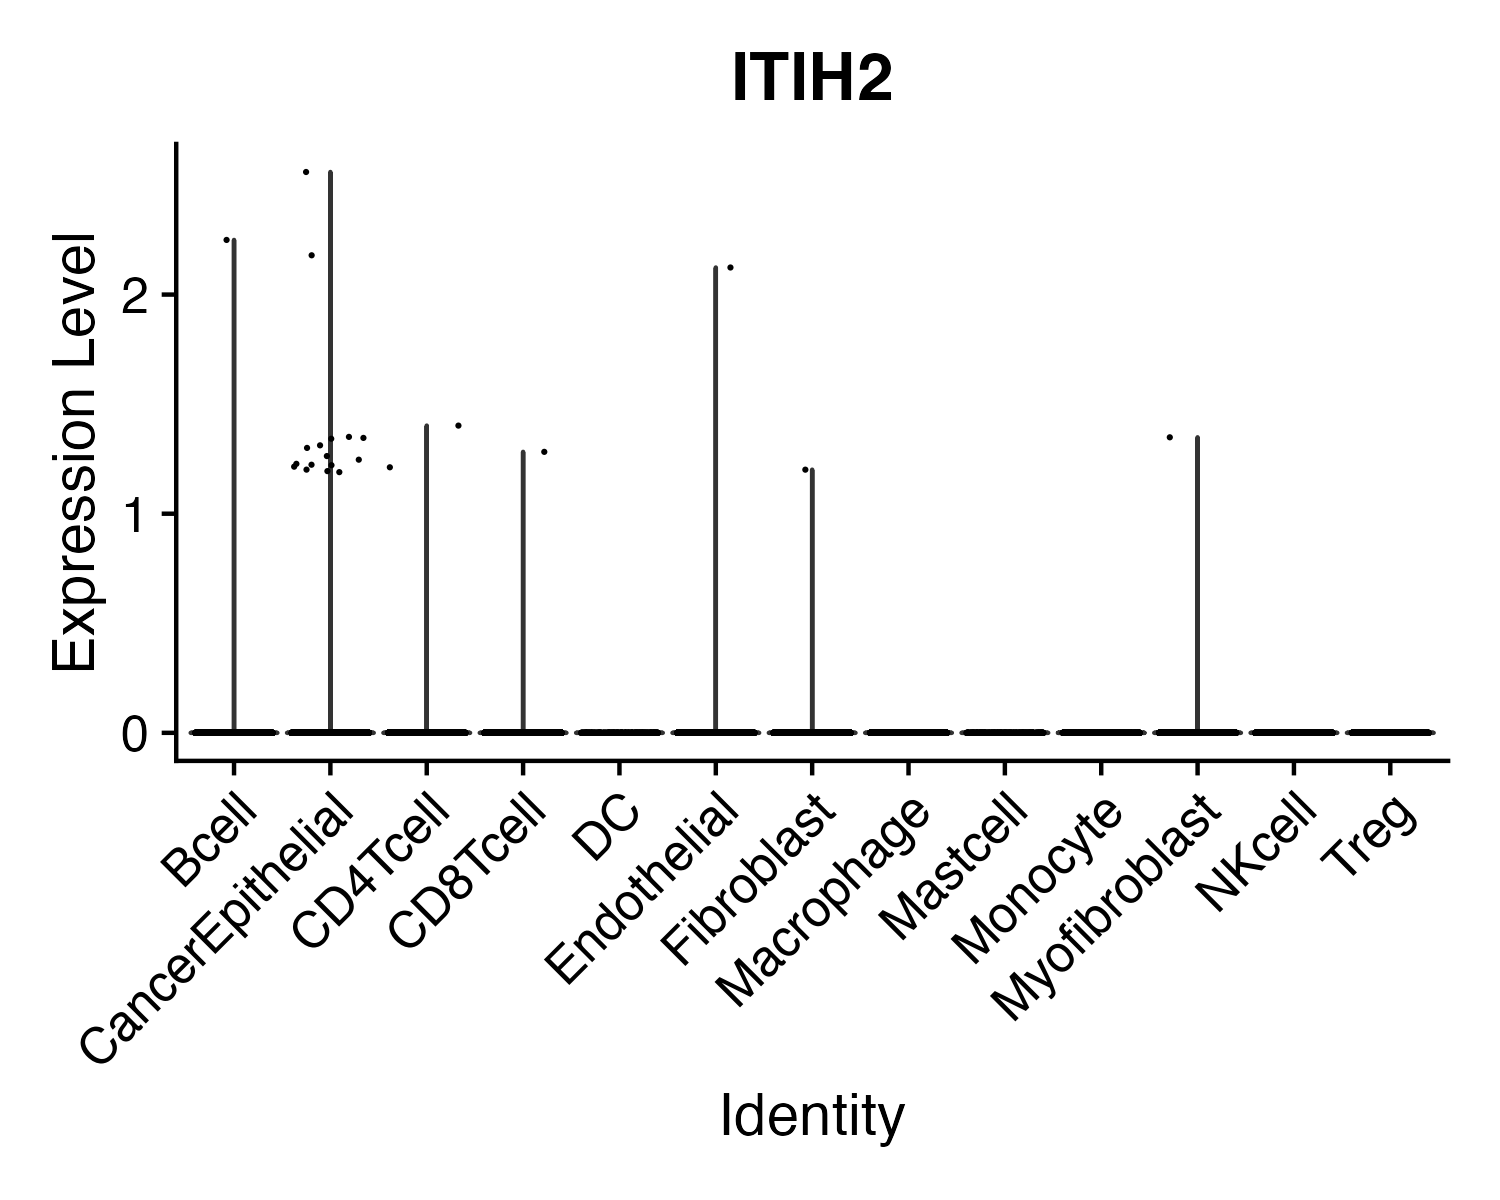 ITIH2
Expression Level
2
1
0
Bcell
CancerEpithelial
CD4Tcell
CD8Tcell
DC
Endothelial
Fibroblast
Macrophage
Mastcell
Monocyte
Myofibroblast
NKcell
Treg
Identity